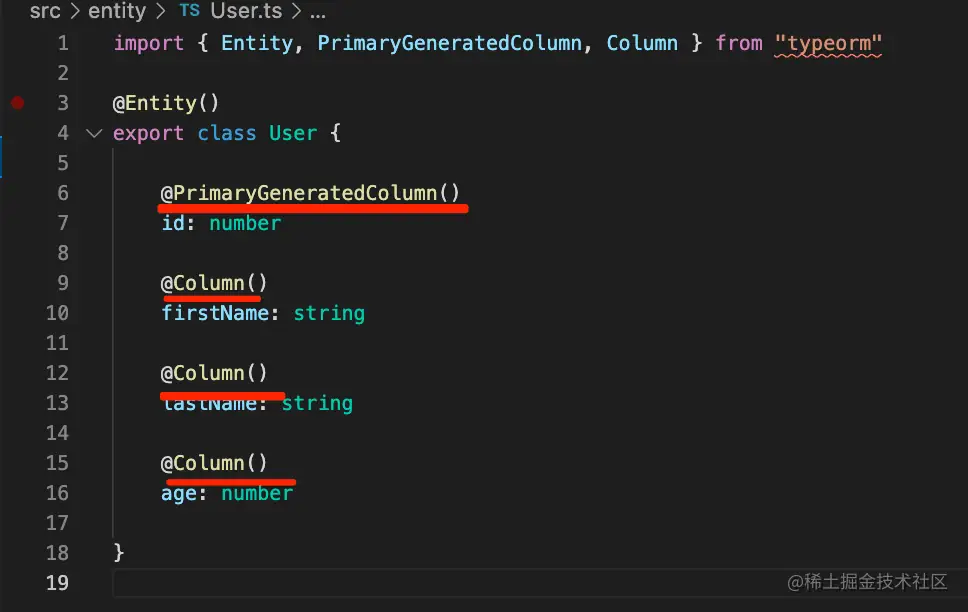 src > entity > TS User.ts > ...
1 import { Entity, PrimaryGeneratedColumn, Column } from "typeorm"
2
3 @Entity()
4 export class User {
5
6 @PrimaryGeneratedColumn()
7 id: number
8
9 @Column()
10 firstName: string
11
12 @Column()
13 lastName: string
14
15 @Column()
16 age: number
17
18 }
19
@稀土掘金技术社区